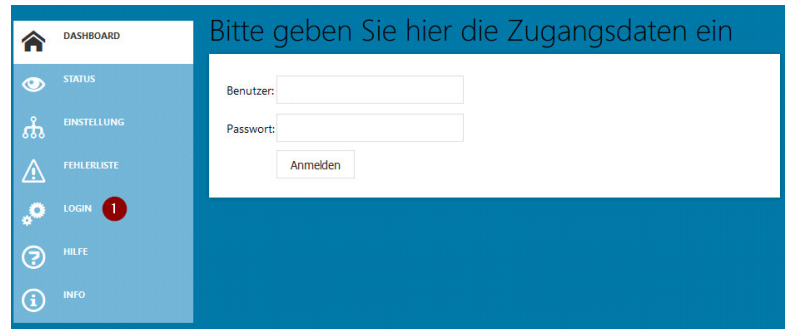 DASHBOARD
STATUS
EINSTELLUNG
FEHLERLISTE
LOGIN 1
HILFE
INFO
Bitte geben Sie hier die Zugangsdaten ein
Benutzer:
Passwort:
Anmelden